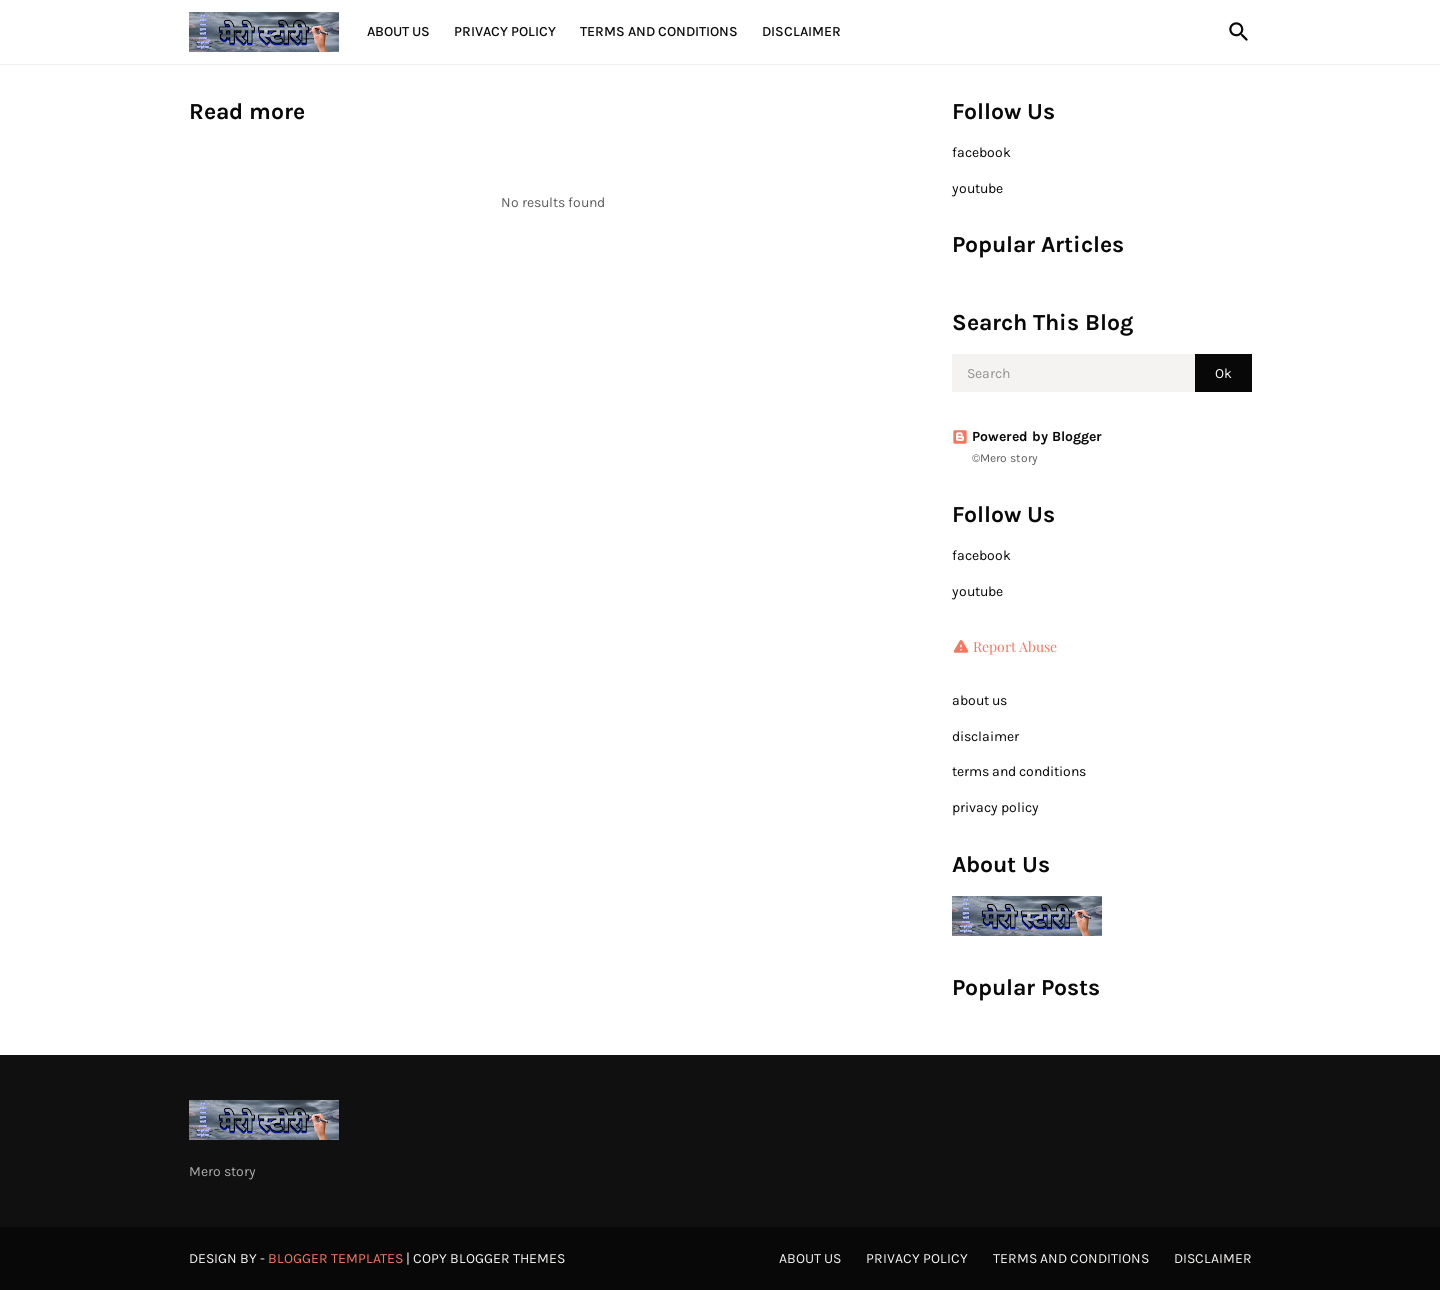 मेरो स्टोरी
ABOUT US
PRIVACY POLICY
TERMS AND CONDITIONS
DISCLAIMER
Read more
No results found
Follow Us
facebook
youtube
Popular Articles
Search This Blog
Search
Ok
Powered by Blogger
©Mero story
Follow Us
facebook
youtube
Report Abuse
about us
disclaimer
terms and conditions
privacy policy
About Us
मेरो स्टोरी
Popular Posts
मेरो स्टोरी
Mero story
DESIGN BY - BLOGGER TEMPLATES | COPY BLOGGER THEMES
ABOUT US
PRIVACY POLICY
TERMS AND CONDITIONS
DISCLAIMER